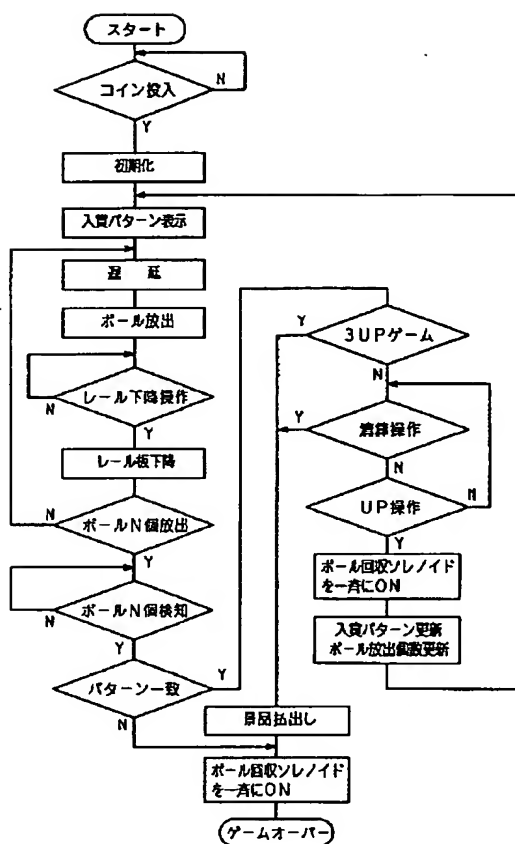 スタート
コイン投入
N
Y
初期化
入賞パターン表示
遅 延
ボール放出
レール下降操作
N
Y
レール板下降
ボールN個放出
N
Y
ボールN個検知
N
Y
パターン一致
Y
N
3UPゲーム
Y
N
清算操作
Y
N
UP操作
N
Y
ボール回収ソレノイド
を一斉にON
入賞パターン更新
ボール放出個数更新
景品払出し
ボール回収ソレノイド
を一斉にON
ゲームオーバー